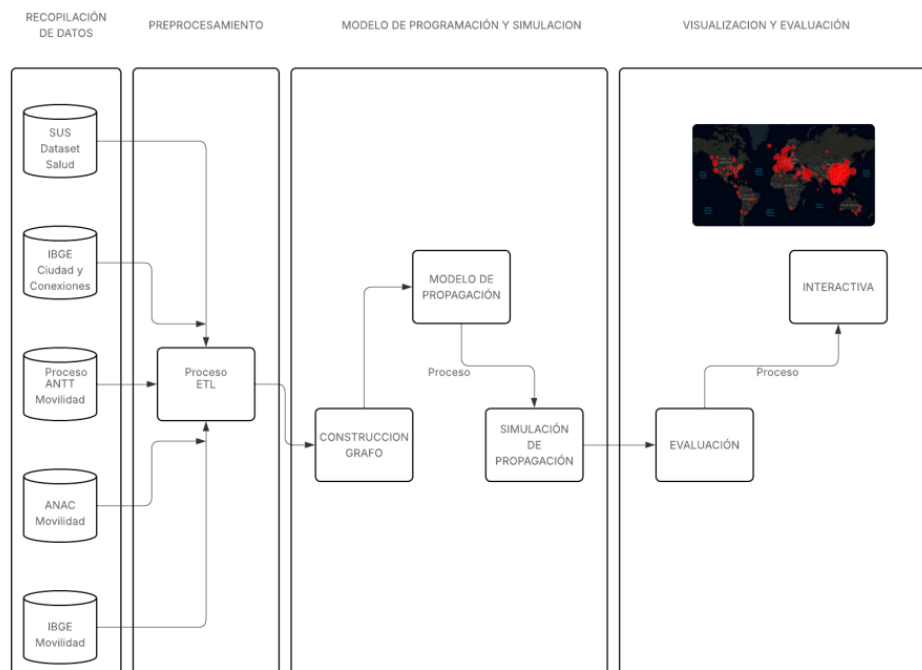 RECOPILACIÓN
DE DATOS
PREPROCESAMIENTO
MODELO DE PROGRAMACIÓN Y SIMULACION
VISUALIZACION Y EVALUACIÓN
SUS
Dataset
Salud
IBGE
Ciudad y
Conexiones
Proceso
ANTT
Movilidad
ANAC
Movilidad
IBGE
Movilidad
Proceso
ETL
CONSTRUCCION
GRAFO
MODELO DE
PROPAGACIÓN
Proceso
SIMULACIÓN
DE
PROPAGACIÓN
EVALUACIÓN
Proceso
INTERACTIVA